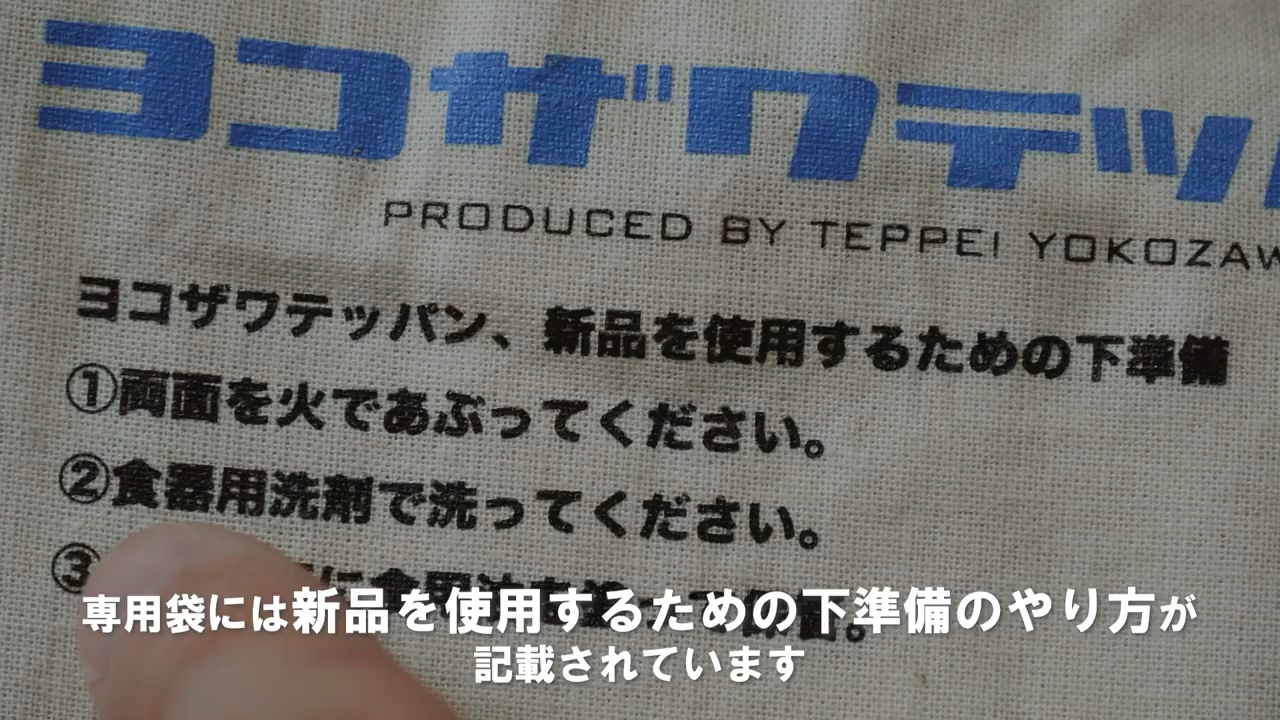 ヨコザワテッ
PRODUCED BY TEPPEI YOKOZAW
ヨコザワテッパン、新品を使用するための下準備
①両面を火であぶってください。
②食器用洗剤で洗ってください。
③
専用袋には新品を使用するための下準備のやり方が
記載されています